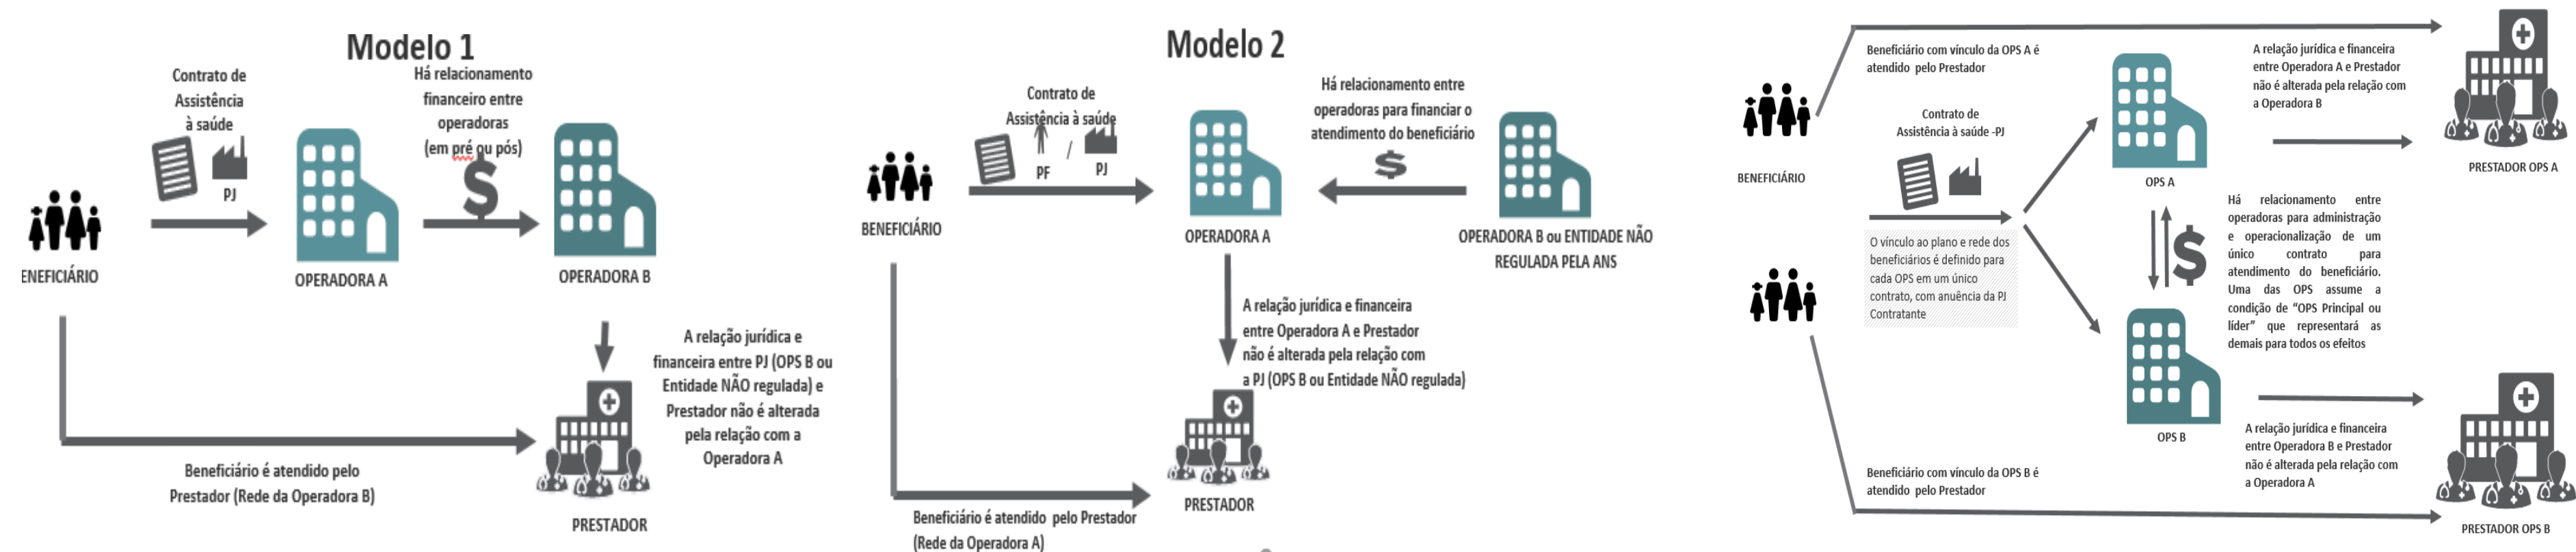 Modelo 1
Contrato de
Assistência
à saúde
PJ
Há relacionamento
financeiro entre
operadoras
(em pré ou pós)
$
ENEFICIÁRIO
OPERADORA A
OPERADORA B
A relação jurídica e
financeira entre PJ (OPS B ou
Entidade NÃO regulada) e
Prestador não é alterada
pela relação com a
Operadora A
Beneficiário é atendido pelo
Prestador (Rede da Operadora B)
PRESTADOR
Modelo 2
Contrato de
Assistência à saúde
PF
/
PJ
Há relacionamento entre
operadoras para financiar o
atendimento do beneficiário
$
BENEFICIÁRIO
OPERADORA A
OPERADORA B ou ENTIDADE NÃO
REGULADA PELA ANS
A relação jurídica e financeira
entre Operadora A e Prestador
não é alterada pela relação com
a PJ (OPS B ou Entidade NÃO regulada)
PRESTADOR
Beneficiário é atendido pelo Prestador
(Rede da Operadora A)
Beneficiário com vínculo da OPS A é
atendido pelo Prestador
A relação jurídica e financeira
entre Operadora A e Prestador
não é alterada pela relação com
a Operadora B
Contrato de
Assistência à saúde -PJ
BENEFICIÁRIO
OPS A
PRESTADOR OPS A
O vínculo ao plano e rede dos
beneficiários é definido para
cada OPS em um único
contrato, com anuência da PJ
Contratante
$
Há relacionamento entre
operadoras para administração
e operacionalização de um
único contrato para
atendimento do beneficiário.
Uma das OPS assume a
condição de “OPS Principal ou
líder” que representará as
demais para todos os efeitos
OPS B
A relação jurídica e financeira
entre Operadora B e Prestador
não é alterada pela relação com
a Operadora A
Beneficiário com vínculo da OPS B é
atendido pelo Prestador
PRESTADOR OPS B